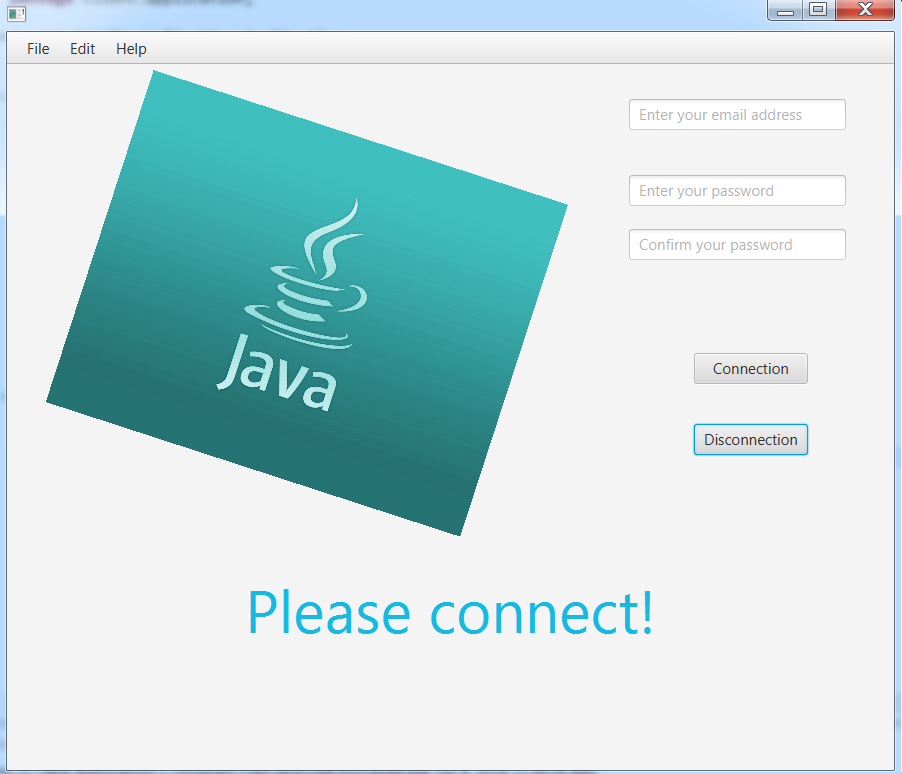 File Edit Help
Enter your email address
Enter your password
Confirm your password
Java
Connection
Disconnection
Please connect!